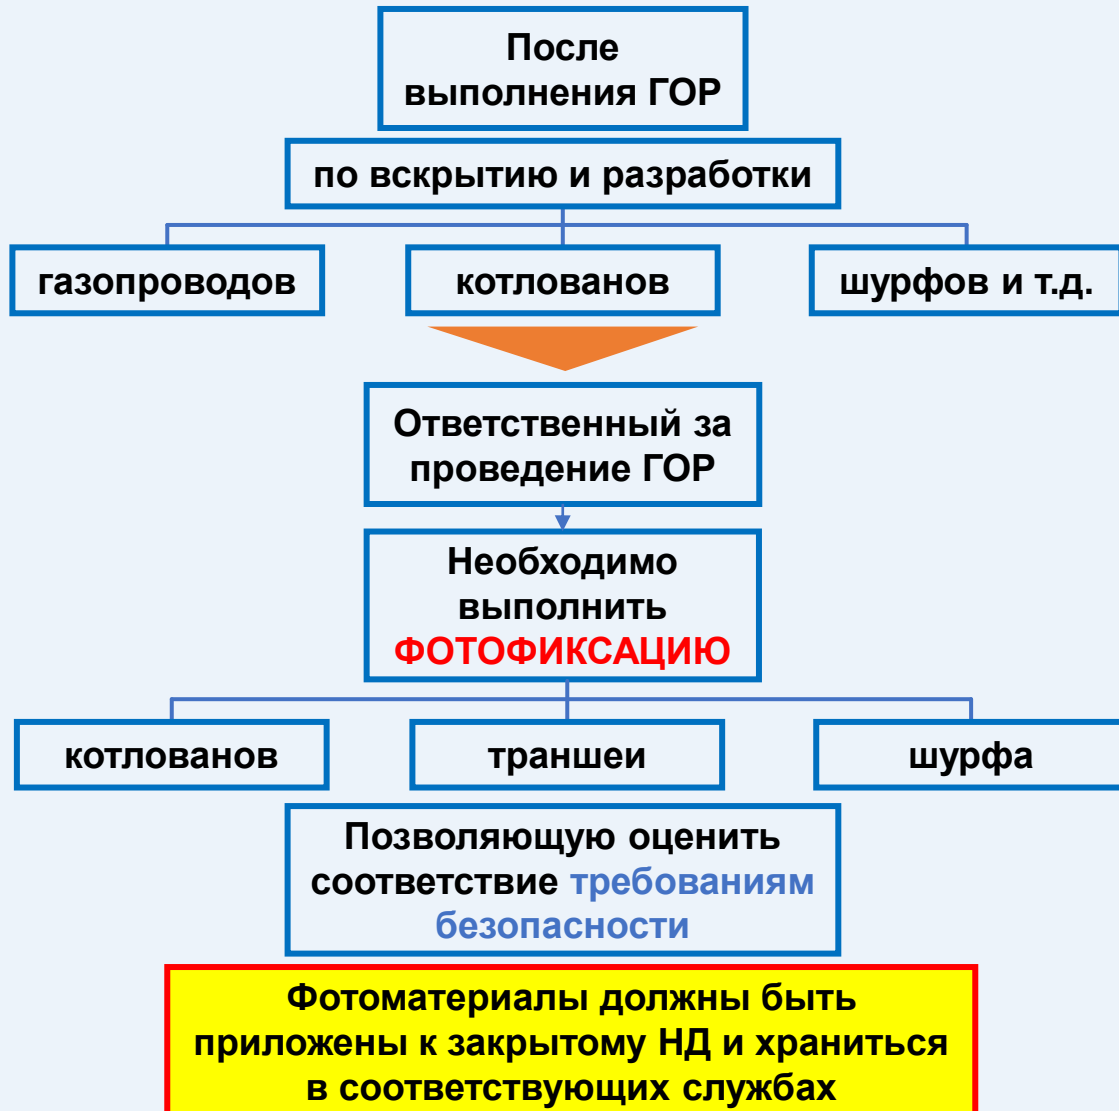 После
выполнения ГОР
по вскрытию и разработки
газопроводов
котлованов
шурфов и т.д.
Ответственный за
проведение ГОР
Необходимо
выполнить
ФОТОФИКСАЦИЮ
котлованов
траншеи
шурфа
Позволяющую оценить
соответствие требованиям
безопасности
Фотоматериалы должны быть
приложены к закрытому НД и храниться
в соответствующих службах